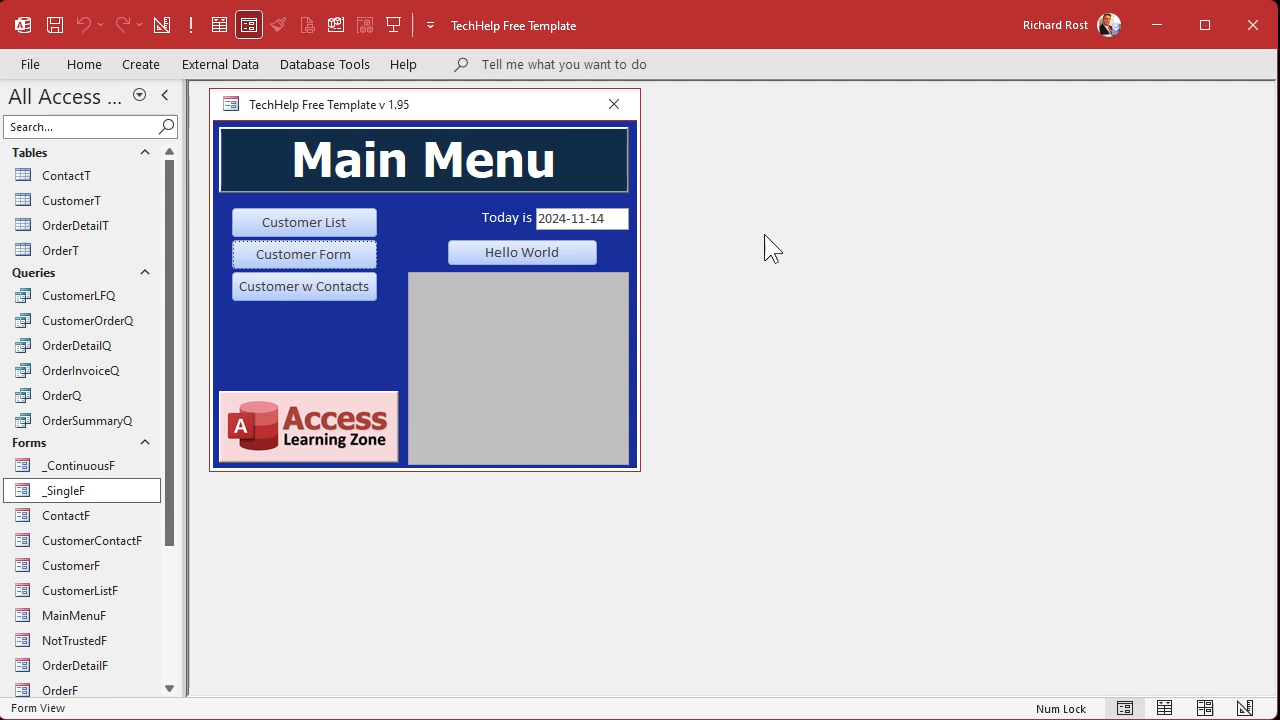 TechHelp Free Template
Richard Rost
File
Home
Create
External Data
Database Tools
Help
Tell me what you want to do
All Access ...
Search...
Tables
ContactT
CustomerT
OrderDetailT
OrderT
Queries
CustomerLFQ
CustomerOrderQ
OrderDetailQ
OrderInvoiceQ
OrderQ
OrderSummaryQ
Forms
_ContinuousF
_SingleF
ContactF
CustomerContactF
CustomerF
CustomerListF
MainMenuF
NotTrustedF
OrderDetailF
OrderF
TechHelp Free Template v 1.95
Main Menu
Customer List
Customer Form
Customer w Contacts
Today is 2024-11-14
Hello World
A
Access
Learning Zone
Form View
Num Lock